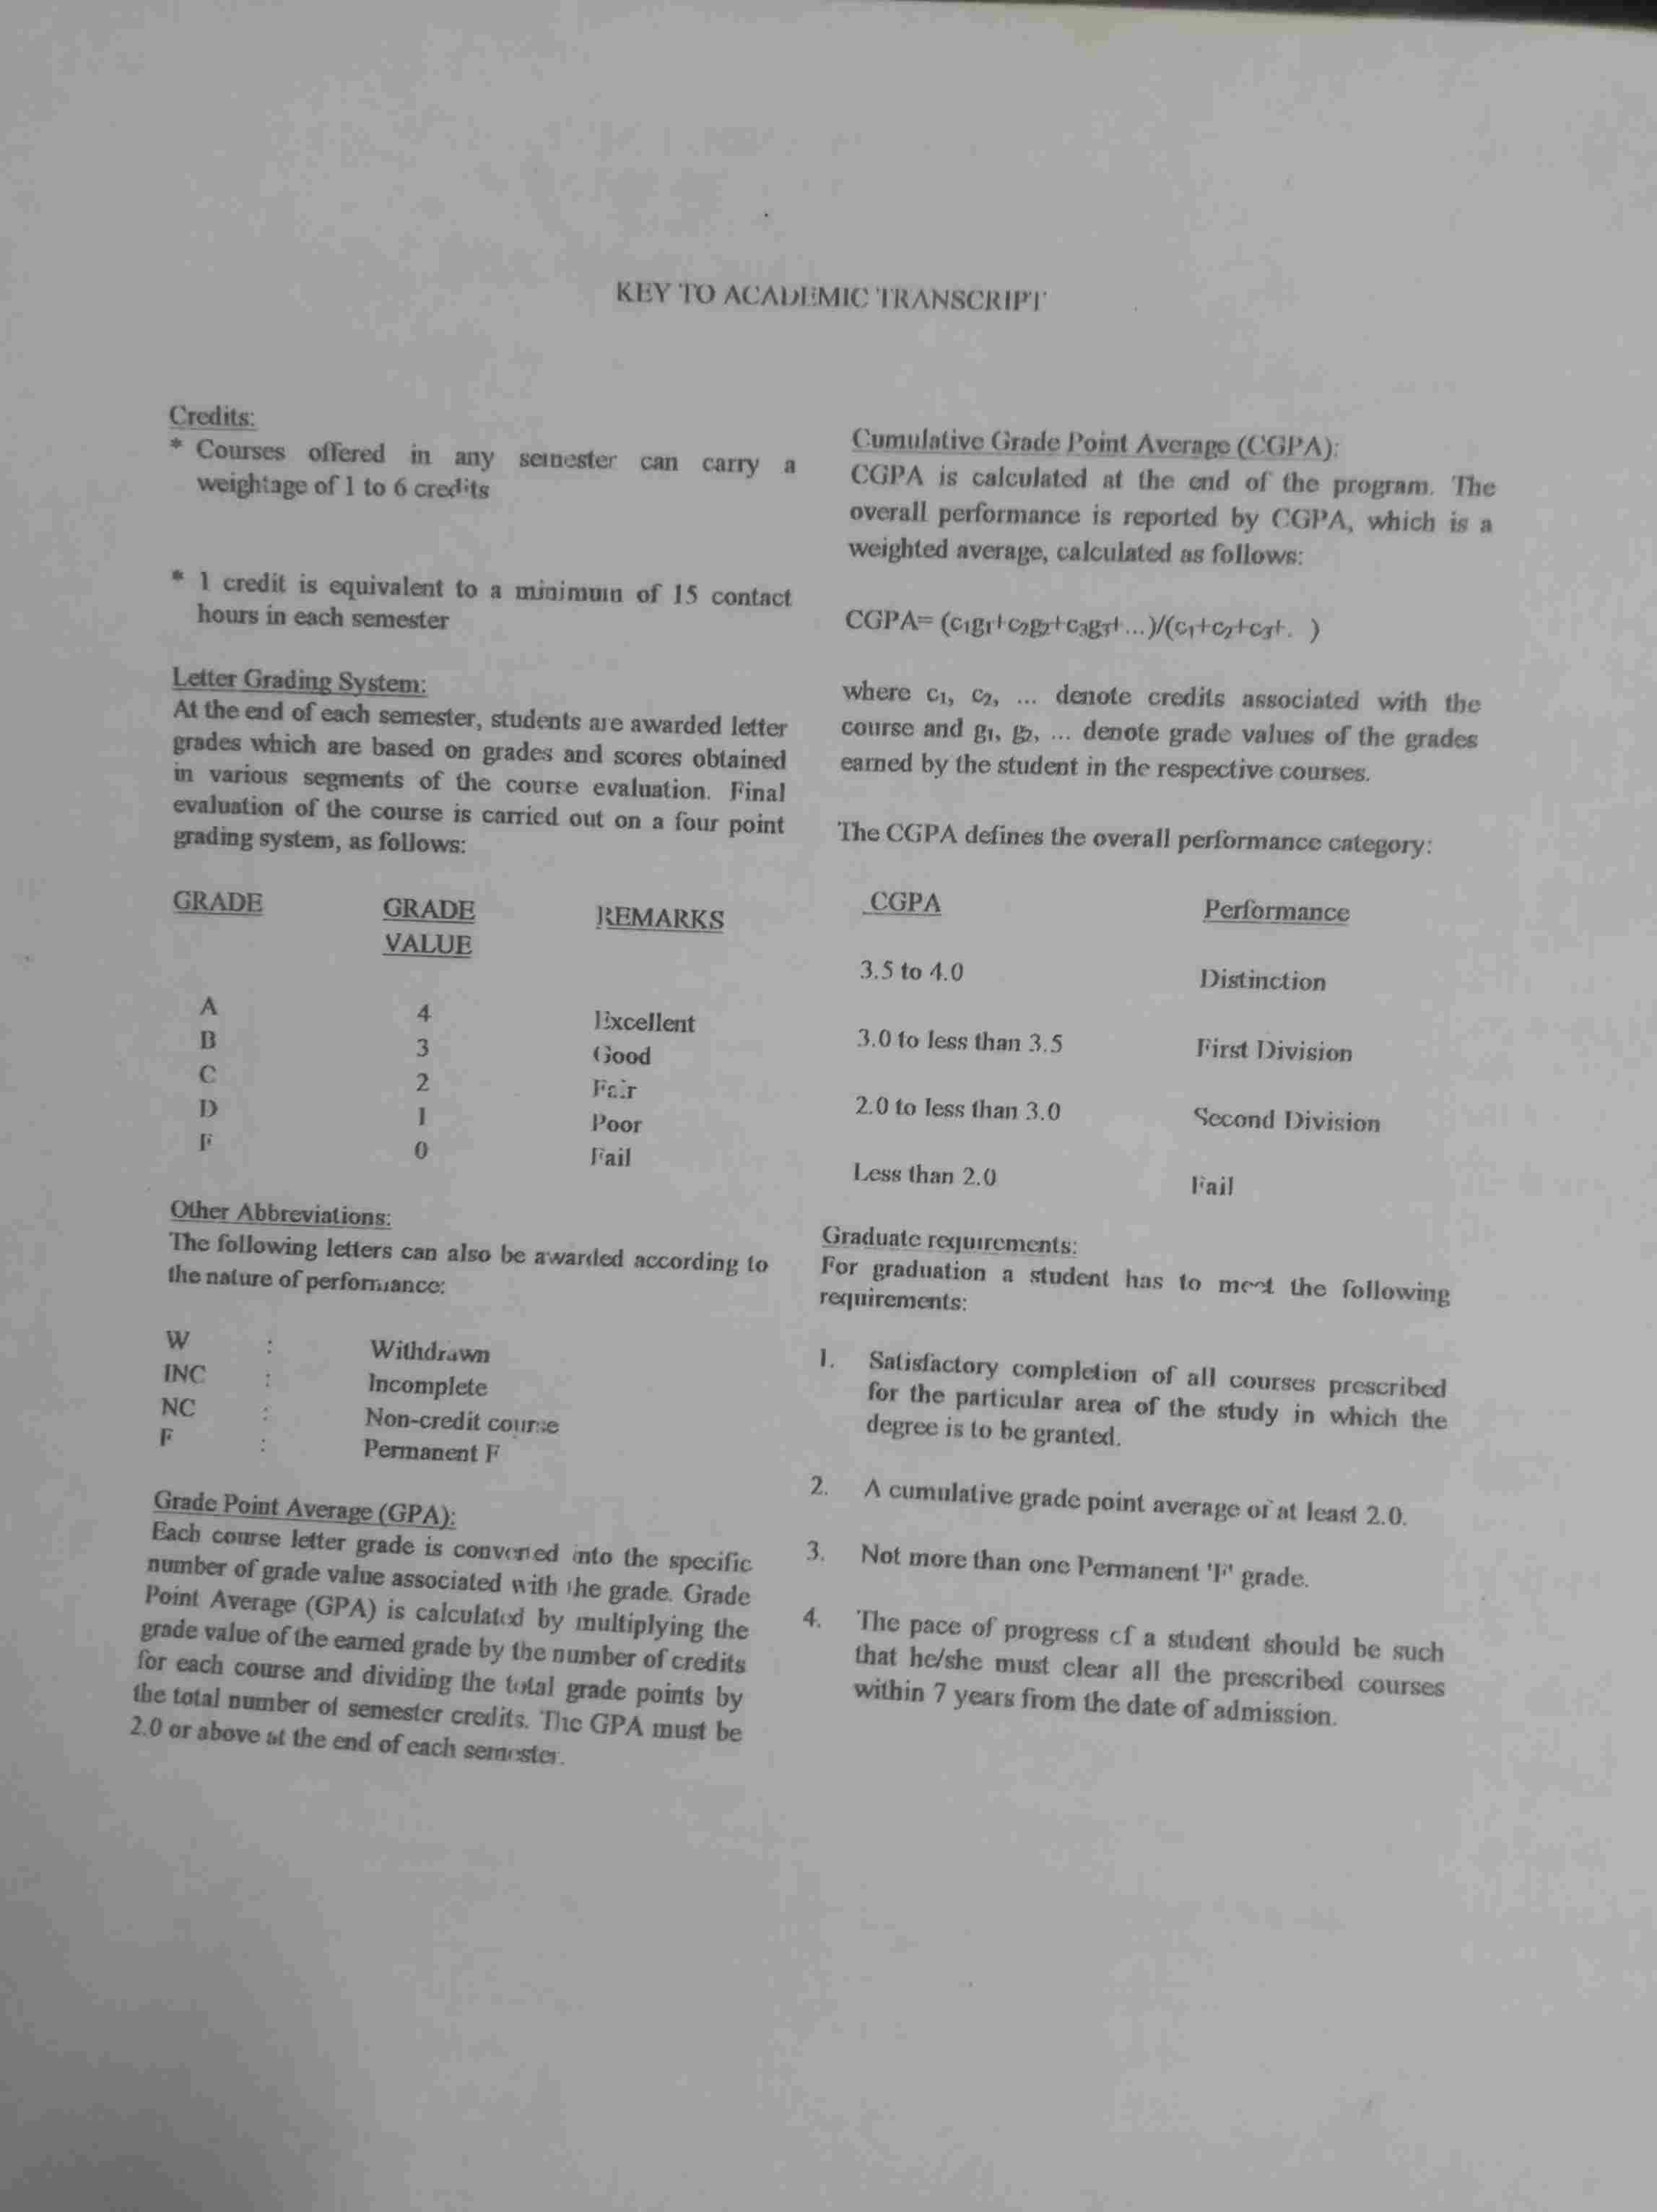 KEY TO ACADEMIC TRANSCRIPT
Credits:
* Courses offered in any semester can carry a
weightage of 1 to 6 credits
* 1 credit is equivalent to a minimum of 15 contact
hours in each semester
Letter Grading System:
At the end of each semester, students are awarded letter
grades which are based on grades and scores obtained
in various segments of the course evaluation. Final
evaluation of the course is carried out on a four point
grading system, as follows:
GRADE GRADE REMARKS
VALUE
A 4 Excellent
B 3 Good
C 2 Fair
D 1 Poor
F 0 Fail
Other Abbreviations:
The following letters can also be awarded according to
the nature of performance:
W : Withdrawn
INC : Incomplete
NC : Non-credit course
F : Permanent F
Grade Point Average (GPA):
Each course letter grade is converted into the specific
number of grade value associated with the grade. Grade
Point Average (GPA) is calculated by multiplying the
grade value of the earned grade by the number of credits
for each course and dividing the total grade points by
the total number of semester credits. The GPA must be
2.0 or above at the end of each semester.
Cumulative Grade Point Average (CGPA):
CGPA is calculated at the end of the program. The
overall performance is reported by CGPA, which is a
weighted average, calculated as follows:
CGPA= (c₁g₁+c₂g₂+c₃g₃+...)/(c₁+c₂+c₃+. )
where c₁, c₂, ... denote credits associated with the
course and g₁, g₂, ... denote grade values of the grades
earned by the student in the respective courses.
The CGPA defines the overall performance category:
CGPA Performance
3.5 to 4.0 Distinction
3.0 to less than 3.5 First Division
2.0 to less than 3.0 Second Division
Less than 2.0 Fail
Graduate requirements:
For graduation a student has to meet the following
requirements:
1. Satisfactory completion of all courses prescribed
for the particular area of the study in which the
degree is to be granted.
2. A cumulative grade point average of at least 2.0.
3. Not more than one Permanent 'F' grade.
4. The pace of progress of a student should be such
that he/she must clear all the prescribed courses
within 7 years from the date of admission.